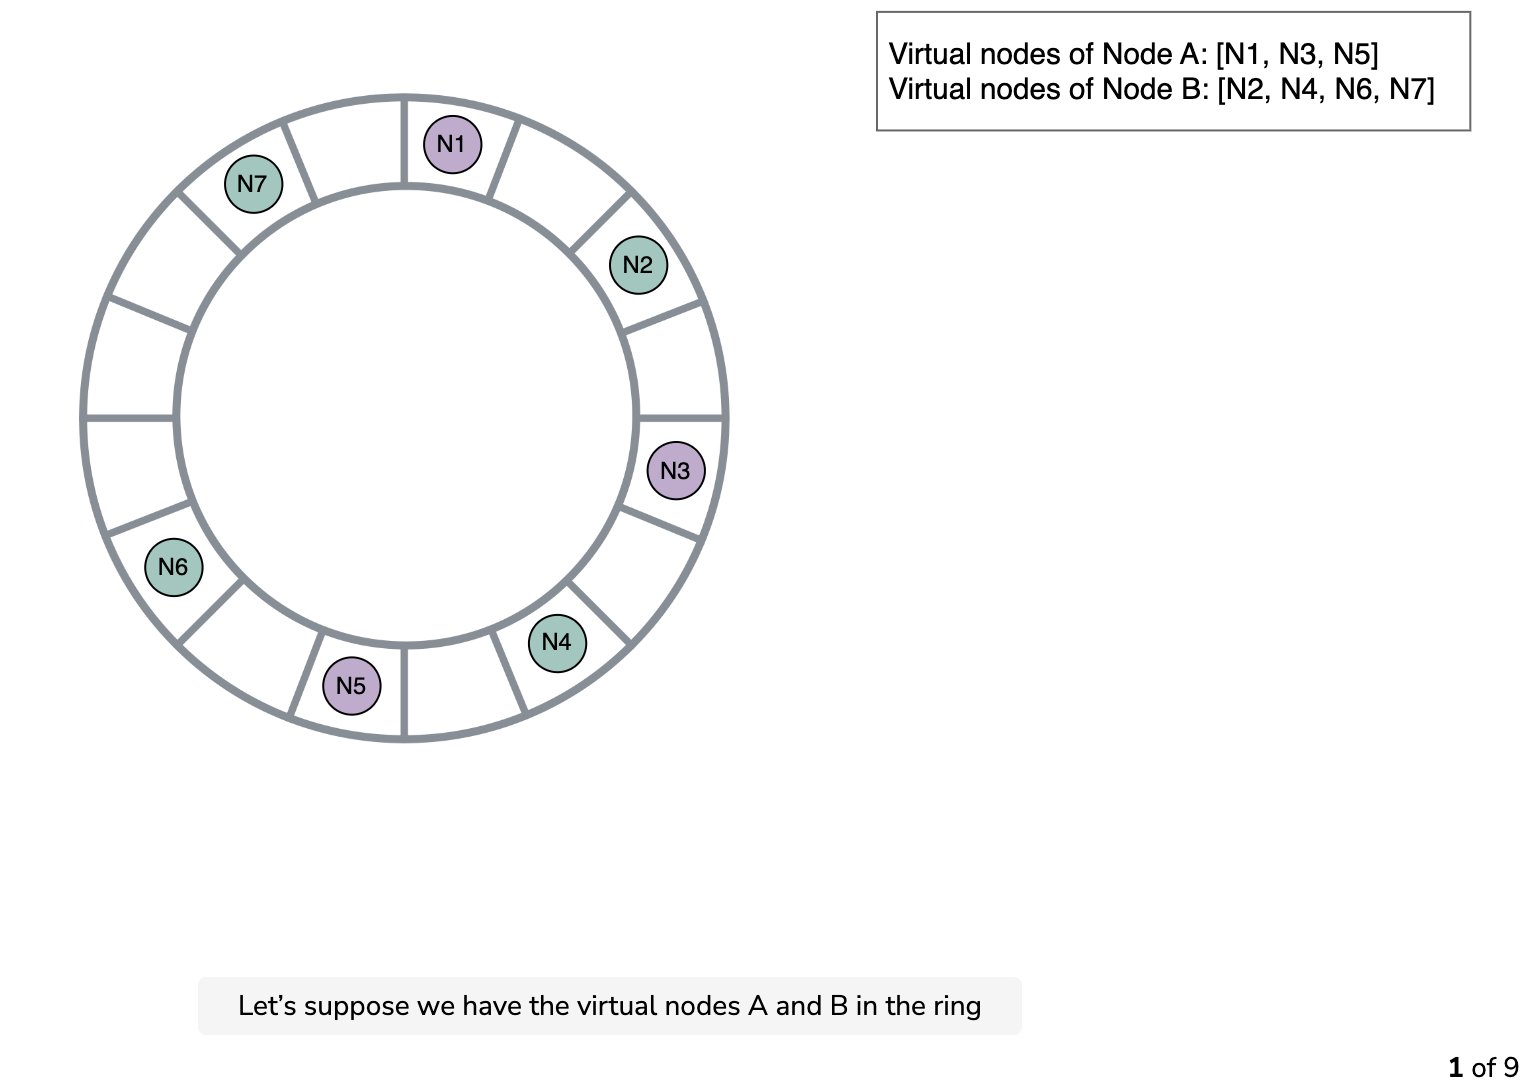 Virtual nodes of Node A: [N1, N3, N5]
Virtual nodes of Node B: [N2, N4, N6, N7]
N1
N7
N2
N3
N6
N4
N5
Let’s suppose we have the virtual nodes A and B in the ring
1 of 9